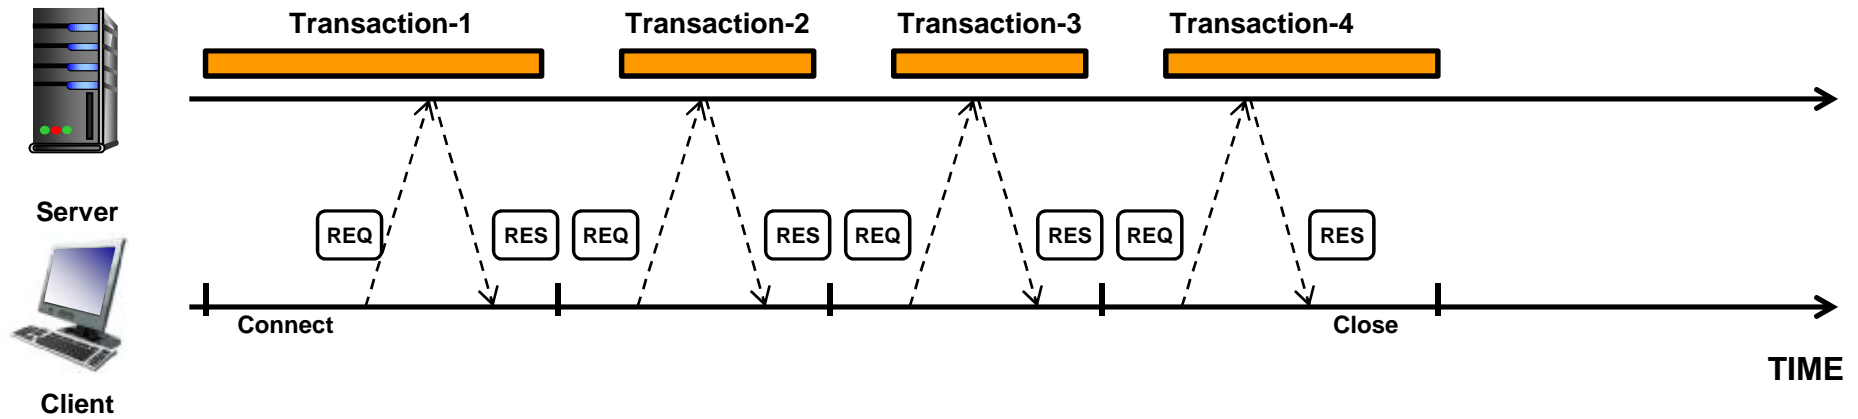 Transaction-1 Transaction-2 Transaction-3 Transaction-4
Server
REQ RES REQ RES REQ RES REQ RES
Connect Close
TIME
Client